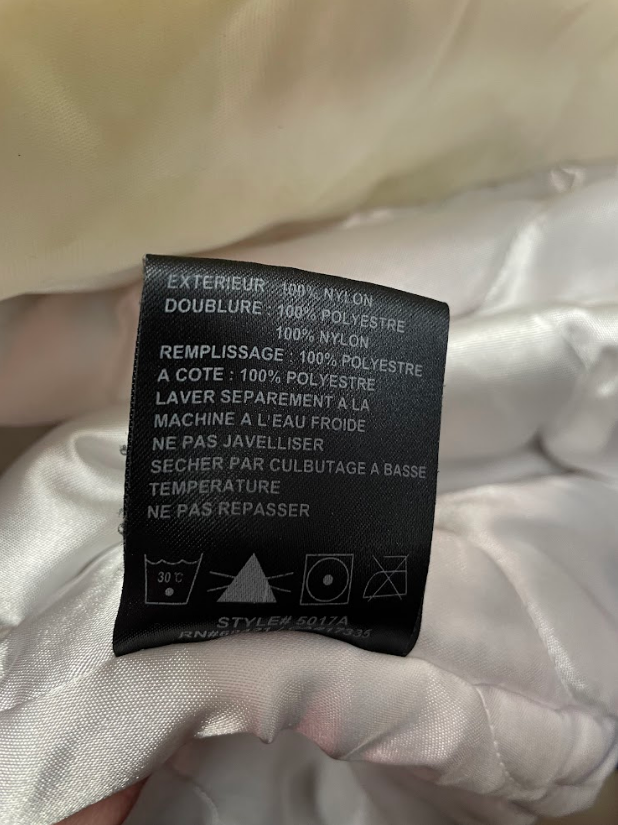 EXTERIEUR : 100% NYLON
DOUBLURE : 100% POLYESTRE
100% NYLON
REMPLISSAGE : 100% POLYESTRE
A COTE : 100% POLYESTRE
LAVER SEPAREMENT A LA
MACHINE A L'EAU FROIDE
NE PAS JAVELLISER
SECHER PAR CULBUTAGE A BASSE
TEMPERATURE
NE PAS REPASSER
30°C
STYLE# 5017A